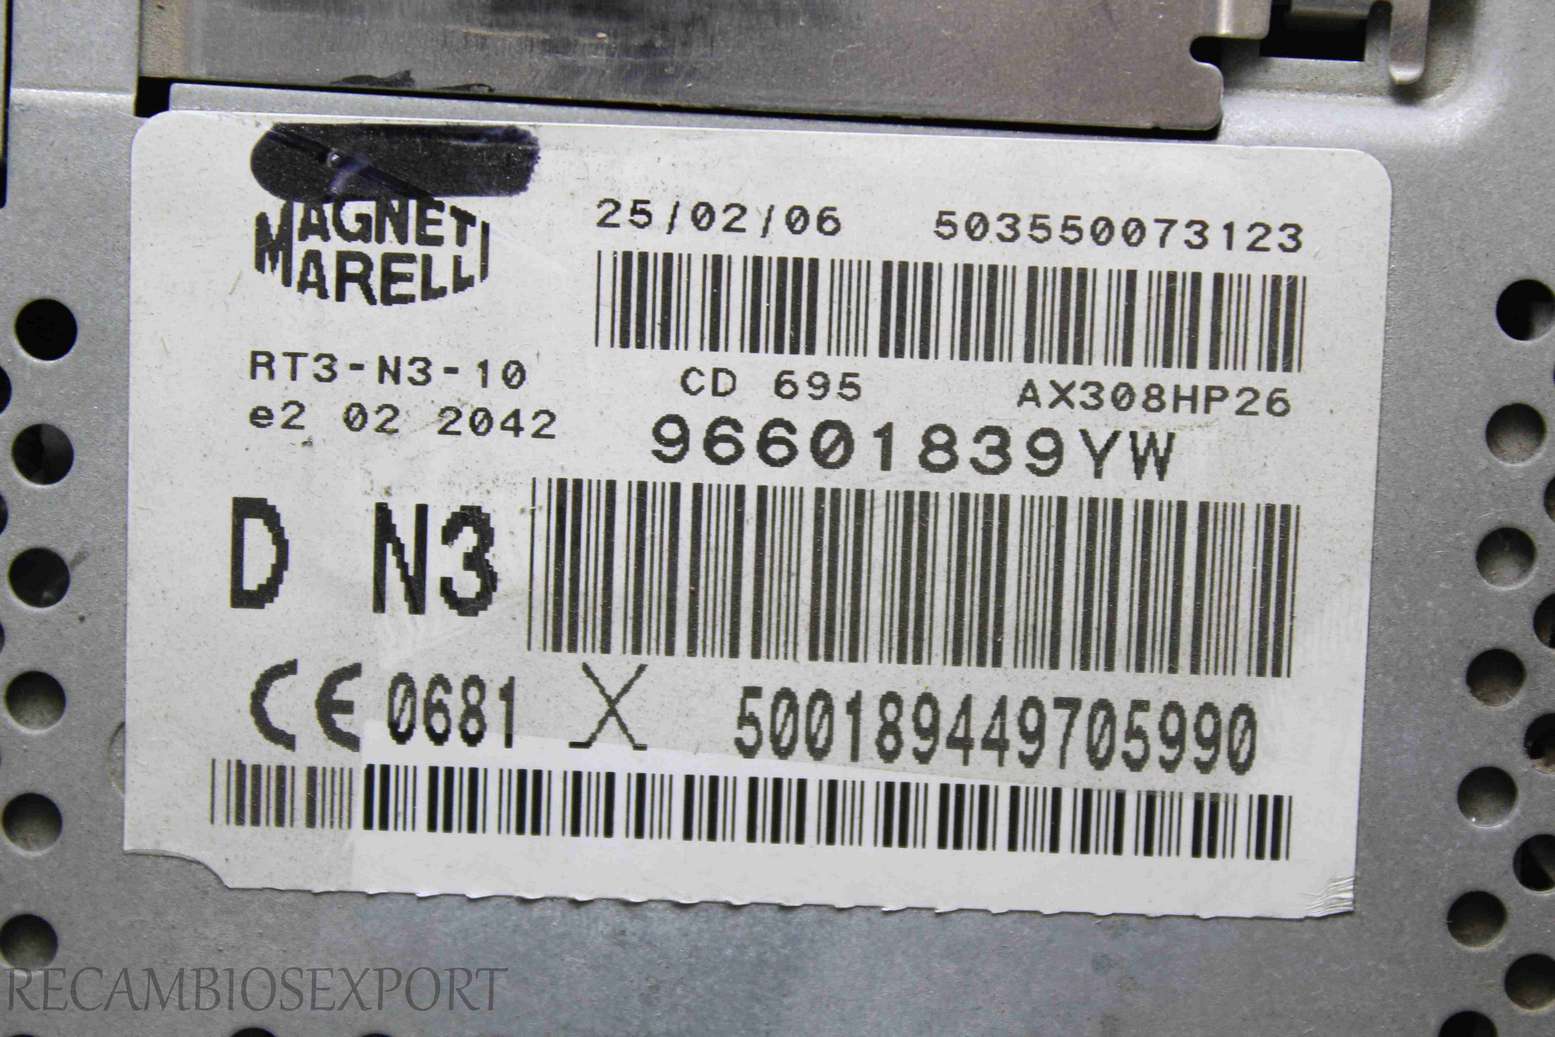 MAGNETI
MARELLI
25/02/06 503550073123
RT3-N3-10
e2 02 2042
CD 695 AX308HP26
96601839YW
D N3
CE 0681 X 500189449705990
RECAMBIOSEXPORT